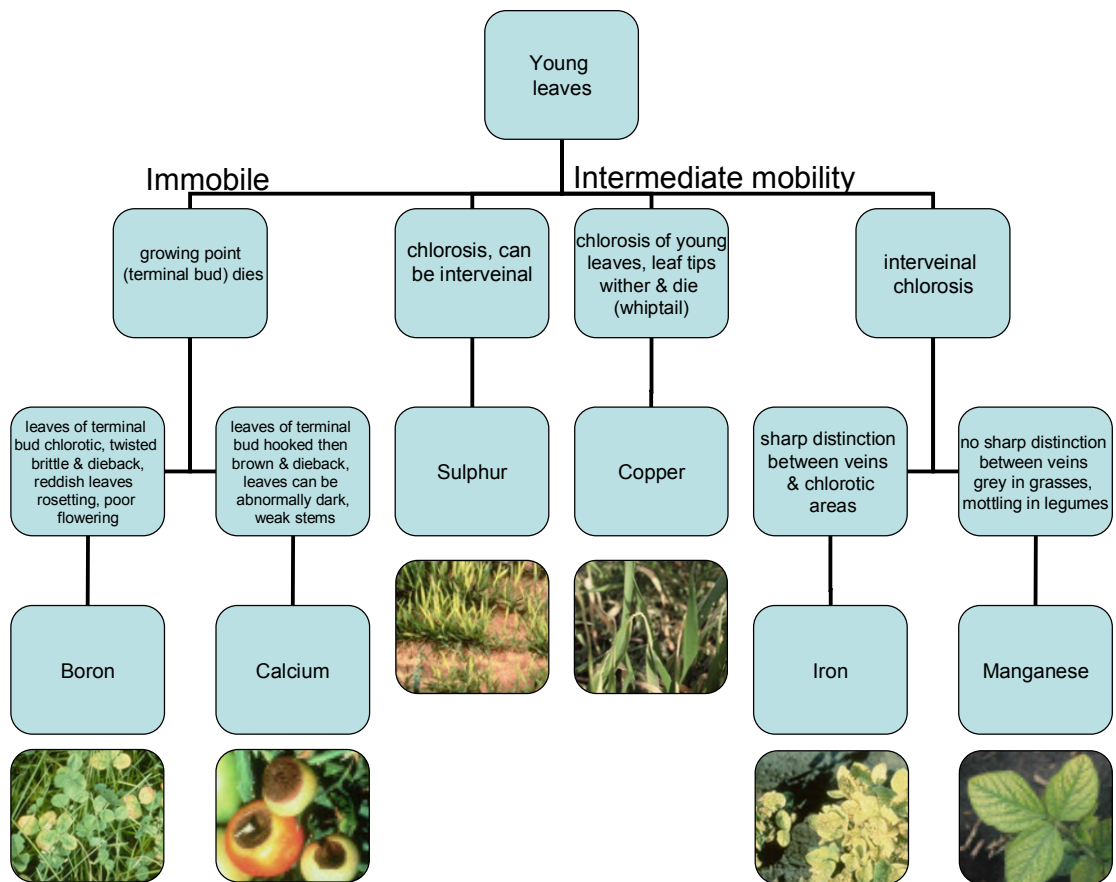 Young
leaves
Immobile
Intermediate mobility
growing point
(terminal bud) dies
chlorosis, can
be interveinal
chlorosis of young
leaves, leaf tips
wither & die
(whiptail)
interveinal
chlorosis
leaves of terminal
bud chlorotic, twisted
brittle & dieback,
reddish leaves
rosetting, poor
flowering
leaves of terminal
bud hooked then
brown & dieback,
leaves can be
abnormally dark,
weak stems
Sulphur
Copper
sharp distinction
between veins
& chlorotic
areas
no sharp distinction
between veins
grey in grasses,
mottling in legumes
Boron
Calcium
Iron
Manganese